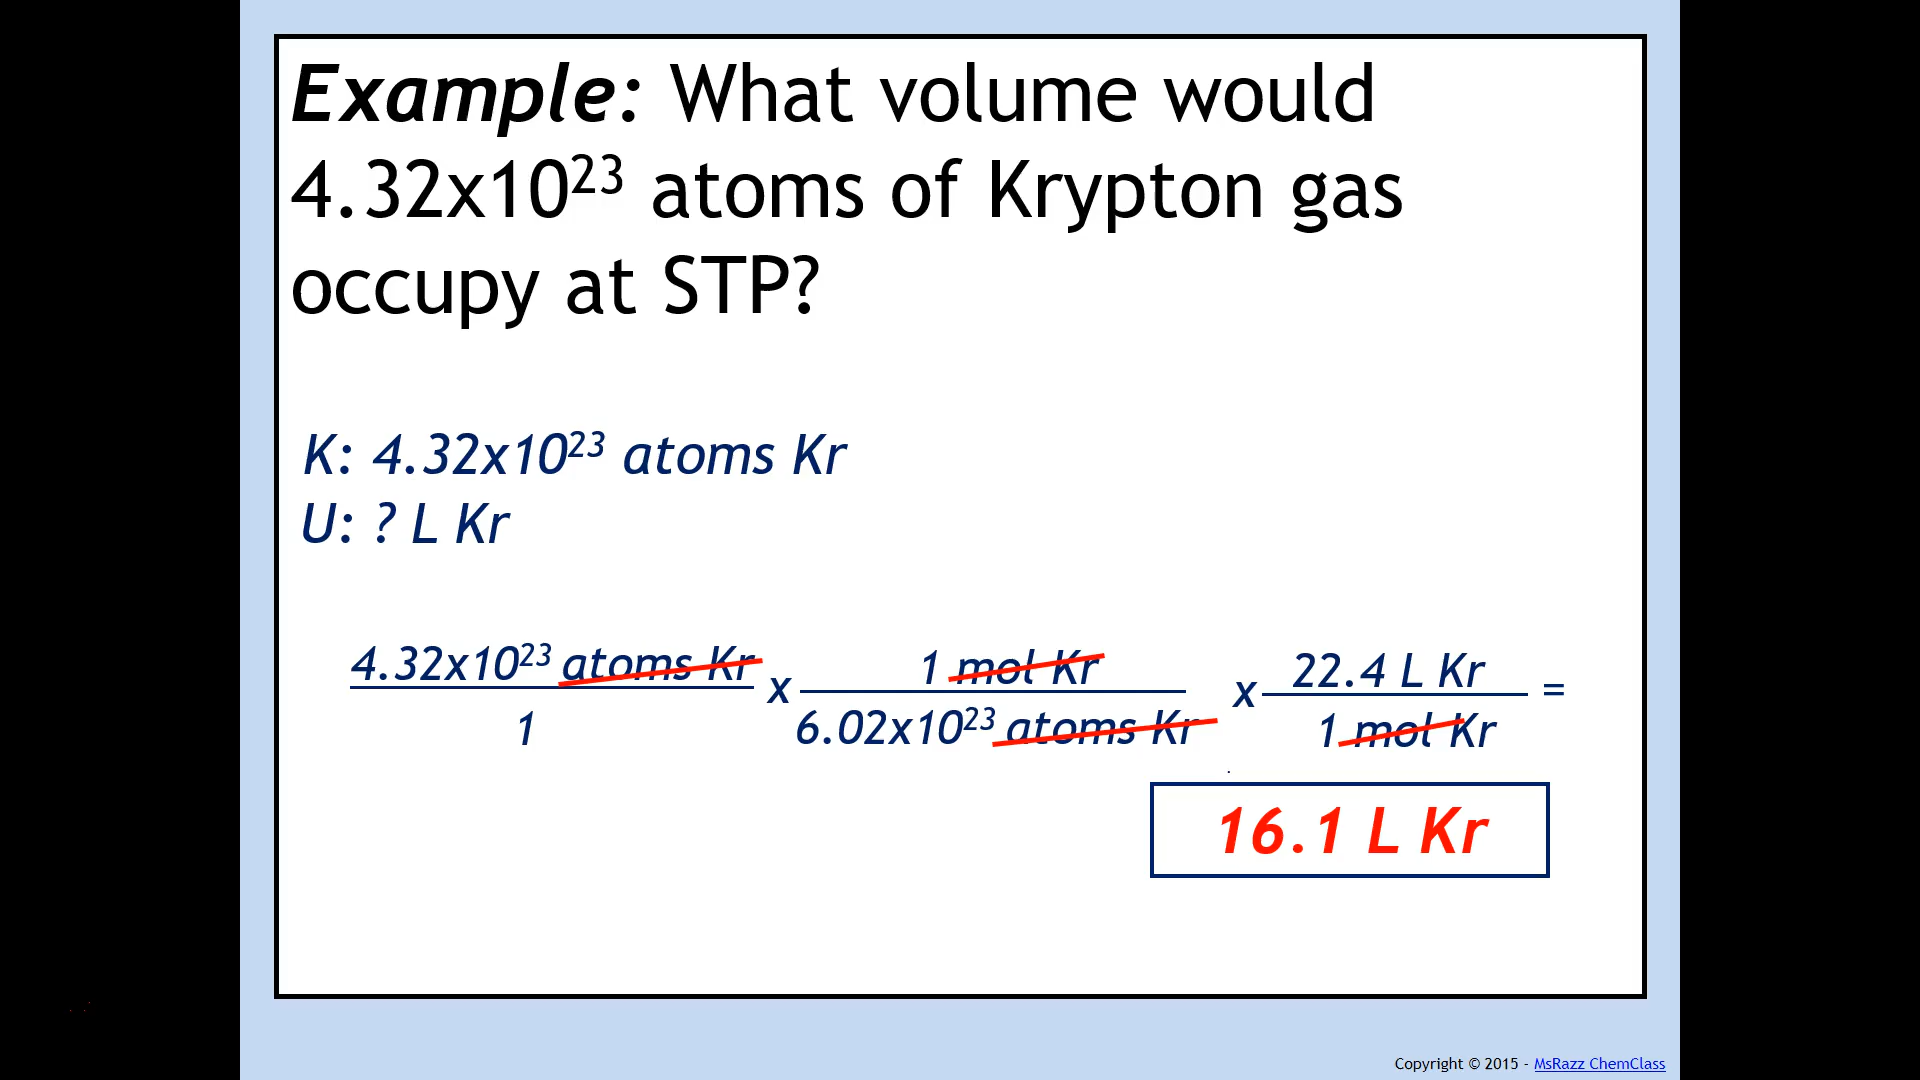 Example: What volume would
4.32x10²³ atoms of Krypton gas
occupy at STP?
K: 4.32x10²³ atoms Kr
U: ? L Kr
4.32x10²³ atoms Kr x 1 mol Kr x 22.4 L Kr =
1 6.02x10²³ atoms Kr 1 mol Kr
16.1 L Kr
Copyright © 2015 - MsRazz ChemClass